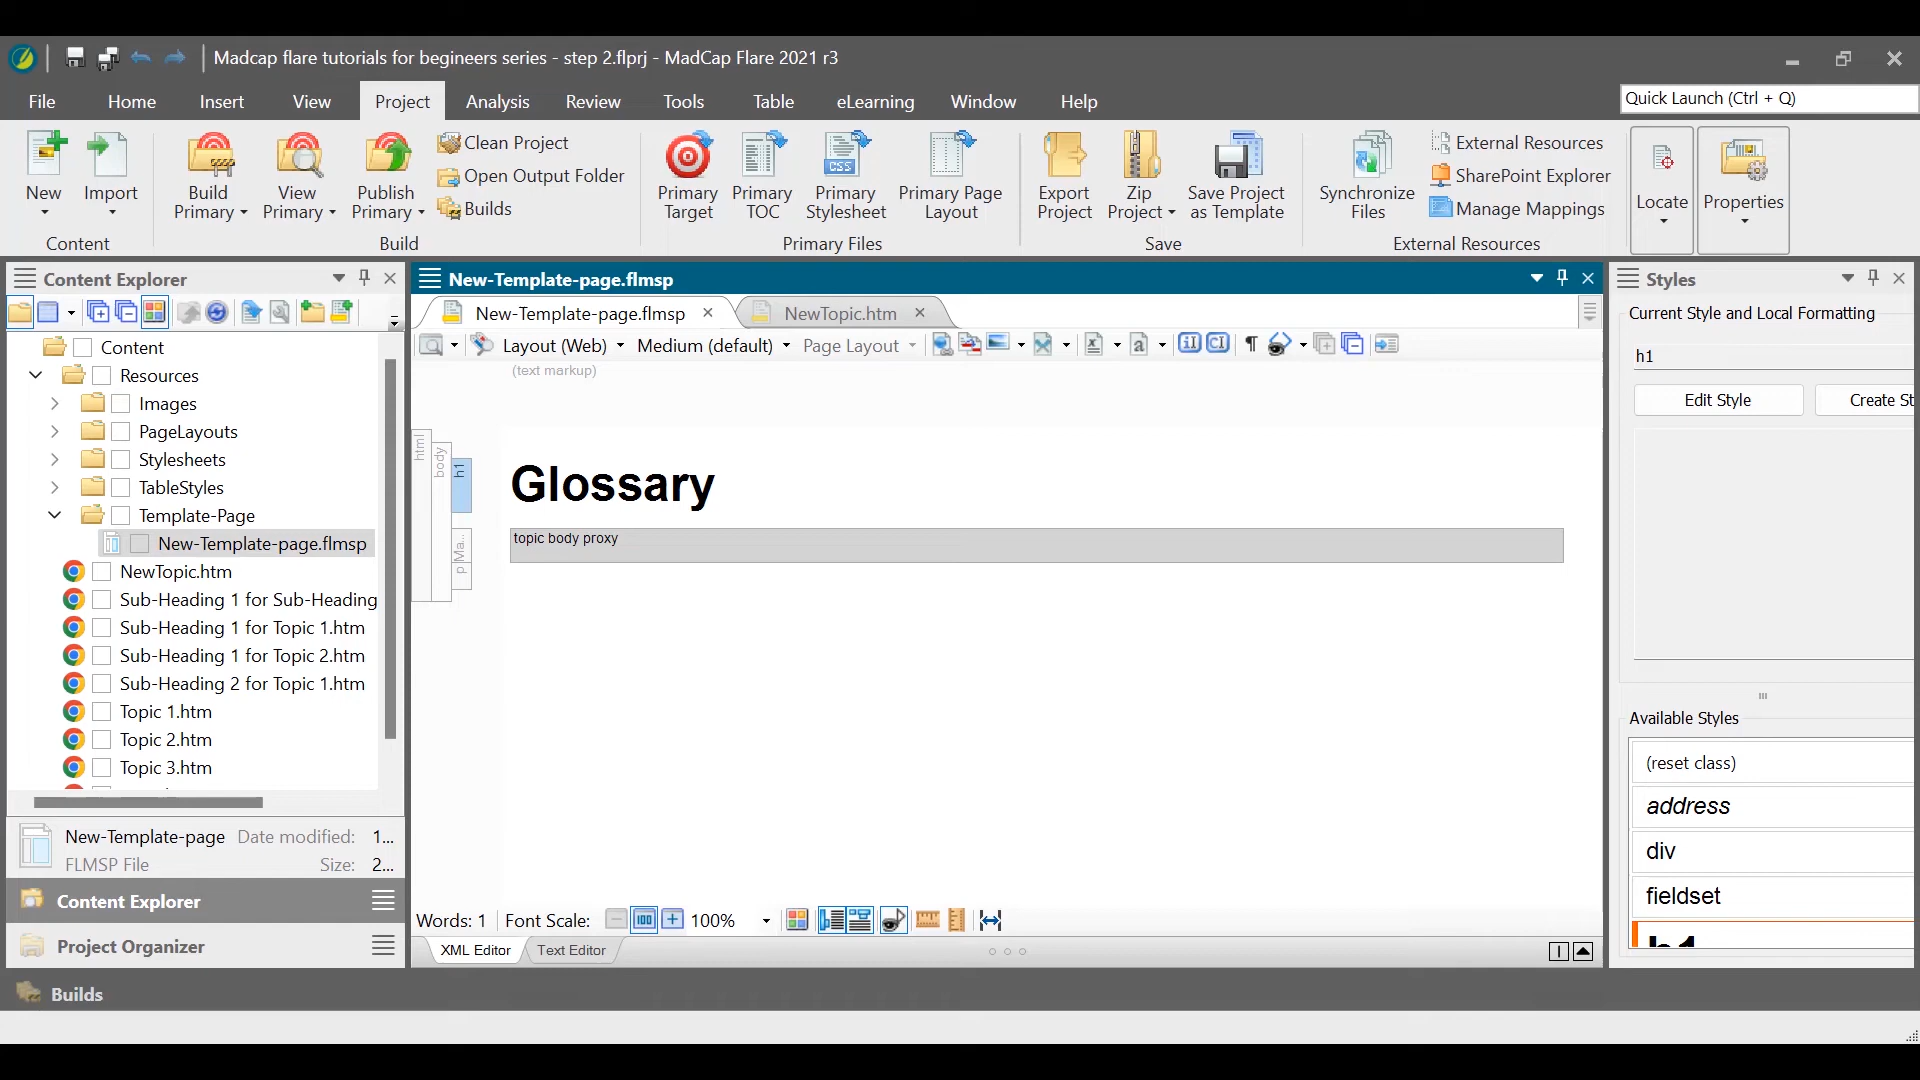 Madcap flare tutorials for begineers series - step 2.flprj - MadCap Flare 2021 r3
File Home Insert View Project Analysis Review Tools Table eLearning Window Help
Quick Launch (Ctrl + Q)
New
Import
Content
Build Primary
View Primary
Publish Primary
Clean Project
Open Output Folder
Builds
Build
Primary Target
Primary TOC
CSS
Primary Stylesheet
Primary Page Layout
Primary Files
Export Project
Zip Project
Save Project as Template
Save
Synchronize Files
External Resources
SharePoint Explorer
Manage Mappings
External Resources
Locate
Properties
Content Explorer
Content
Resources
Images
PageLayouts
Stylesheets
TableStyles
Template-Page
New-Template-page.flmsp
NewTopic.htm
Sub-Heading 1 for Sub-Heading
Sub-Heading 1 for Topic 1.htm
Sub-Heading 1 for Topic 2.htm
Sub-Heading 2 for Topic 1.htm
Topic 1.htm
Topic 2.htm
Topic 3.htm
New-Template-page Date modified: 1...
FLMSP File Size: 2...
Content Explorer
Project Organizer
Builds
New-Template-page.flmsp
New-Template-page.flmsp
NewTopic.htm
Layout (Web) Medium (default) Page Layout
(text markup)
html
body
h1
Glossary
topic body proxy
Ma...
p
Words: 1 Font Scale: 100 100%
XML Editor Text Editor
Styles
Current Style and Local Formatting
h1
Edit Style
Create St
Available Styles
(reset class)
address
div
fieldset
h1